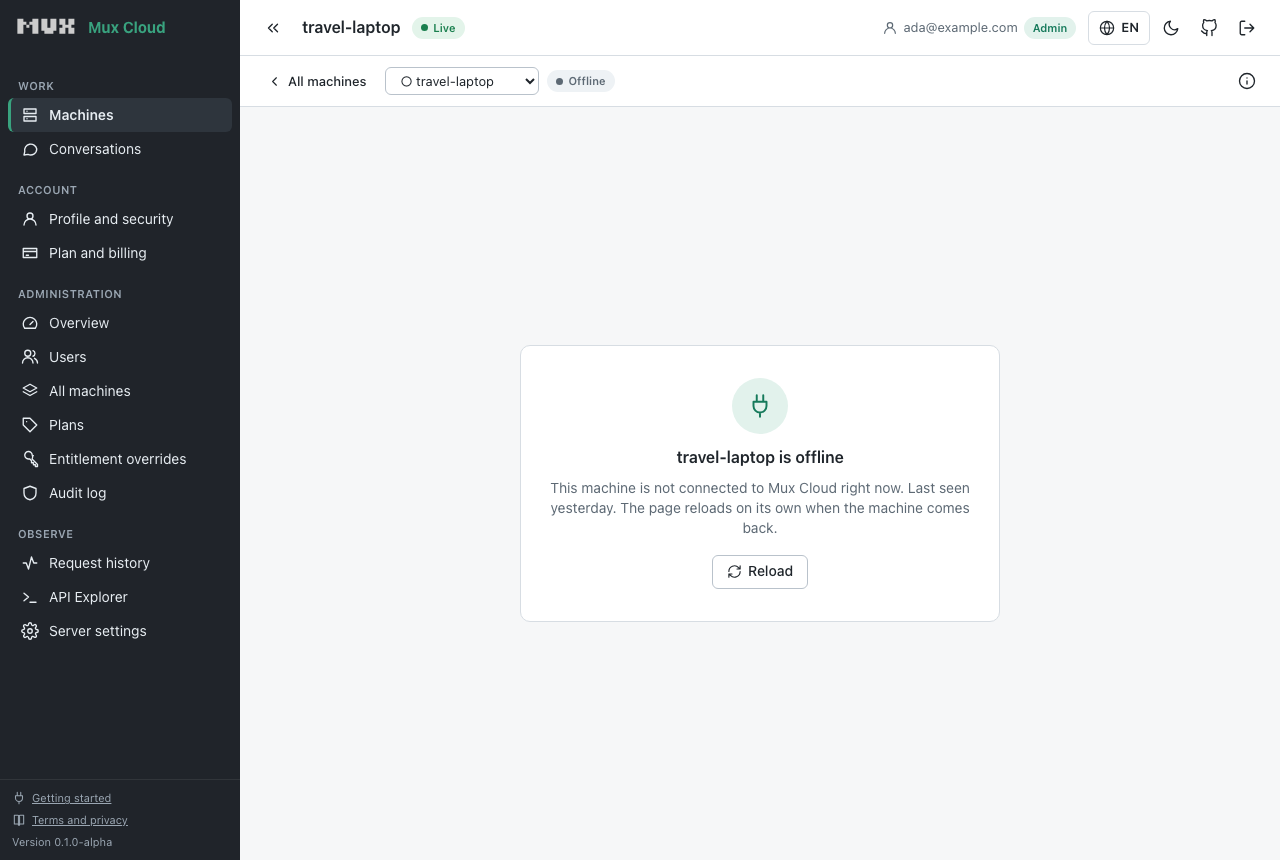 MUX Mux Cloud
WORK
Machines
Conversations
ACCOUNT
Profile and security
Plan and billing
ADMINISTRATION
Overview
Users
All machines
Plans
Entitlement overrides
Audit log
OBSERVE
Request history
API Explorer
Server settings
Getting started
Terms and privacy
Version 0.1.0-alpha
travel-laptop Live ada@example.com Admin EN
All machines travel-laptop Offline
travel-laptop is offline
This machine is not connected to Mux Cloud right now. Last seen
yesterday. The page reloads on its own when the machine comes
back.
Reload